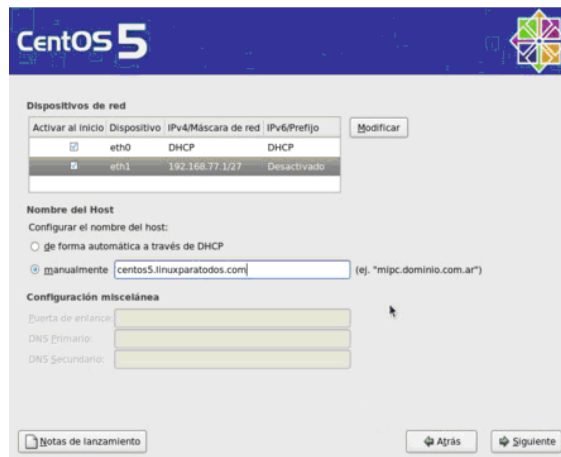 CentOS 5
Dispositivos de red
Activar al inicio Dispositivo IPv4/Máscara de red IPv6/Prefijo Modificar
eth0 DHCP DHCP
eth1 192.168.77.1/27 Desactivado
Nombre del Host
Configurar el nombre del host:
de forma automática a través de DHCP
manualmente centos5.linuxparatodos.com (ej. "mipc.dominio.com.ar")
Configuración miscelánea
Puerta de enlance:
DNS Primario:
DNS Secundario:
Notas de lanzamiento Atrás Siguiente